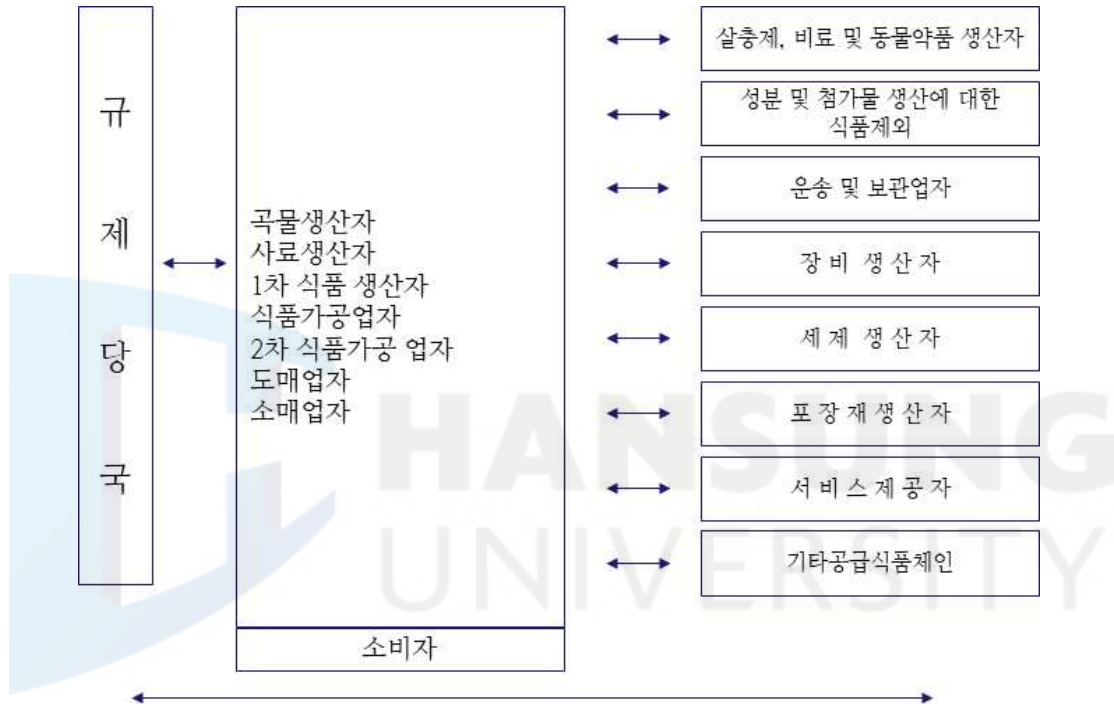 규
제
당
국
곡물생산자
사료생산자
1차 식품 생산자
식품가공업자
2차 식품가공 업자
도매업자
소매업자
소비자
살충제, 비료 및 동물약품 생산자
성분 및 첨가물 생산에 대한
식품제외
운송 및 보관업자
장 비 생 산 자
세 제 생 산 자
포 장 재 생 산 자
서 비 스 제 공 자
기타공급식품체인
HANSUNG
UNIVERSITY